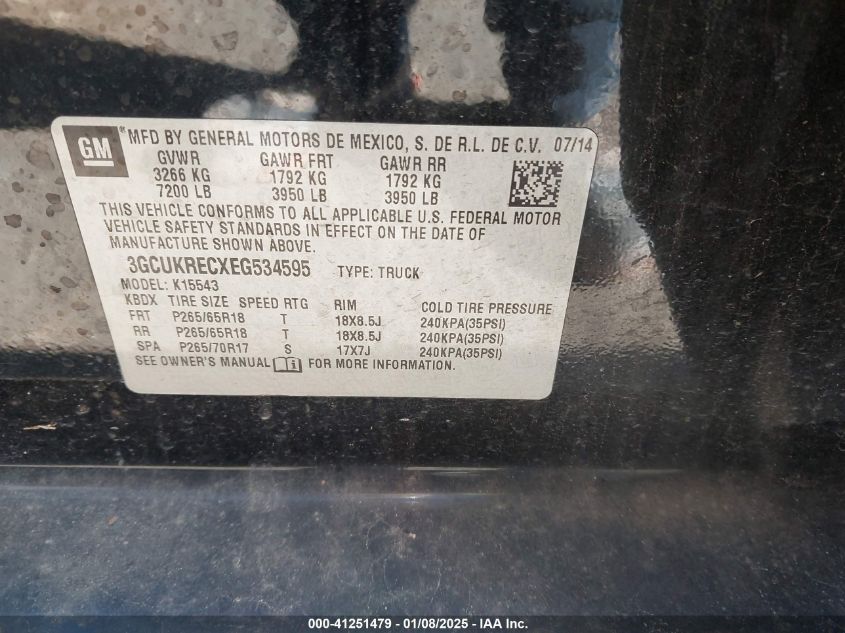 GM ® MFD BY GENERAL MOTORS DE MEXICO, S. DE R.L. DE C.V. 07/14
GVWR GAWR FRT GAWR RR
3266 KG 1792 KG 1792 KG
7200 LB 3950 LB 3950 LB
THIS VEHICLE CONFORMS TO ALL APPLICABLE U.S. FEDERAL MOTOR
VEHICLE SAFETY STANDARDS IN EFFECT ON THE DATE OF
MANUFACTURE SHOWN ABOVE.
3GCUKRECXEG534595 TYPE: TRUCK
MODEL: K15543
KBDX TIRE SIZE SPEED RTG RIM COLD TIRE PRESSURE
FRT P265/65R18 T 18X8.5J 240KPA(35PSI)
RR P265/65R18 T 18X8.5J 240KPA(35PSI)
SPA P265/70R17 S 17X7J 240KPA(35PSI)
SEE OWNER'S MANUAL FOR MORE INFORMATION.
000-41251479 - 01/08/2025 - IAA Inc.